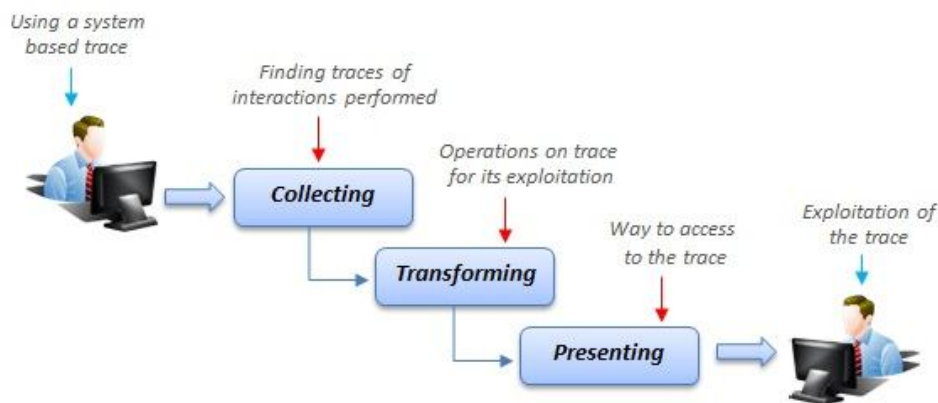 Using a system
based trace
Finding traces of
interactions performed
Collecting
Operations on trace
for its exploitation
Transforming
Way to access
to the trace
Presenting
Exploitation of
the trace